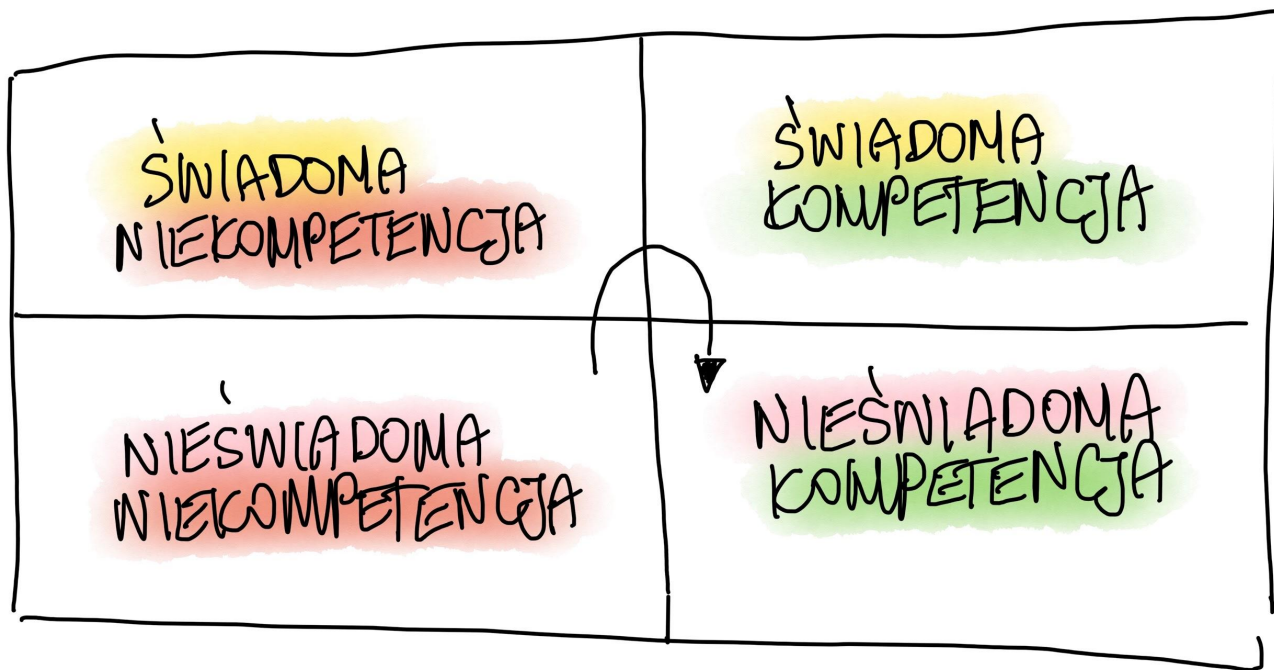 ŚWIADOMA
NIEKOMPETENCJA
ŚWIADOMA
KOMPETENCJA
NIEŚWIADOMA
NIEKOMPETENCJA
NIEŚWIADOMA
KOMPETENCJA